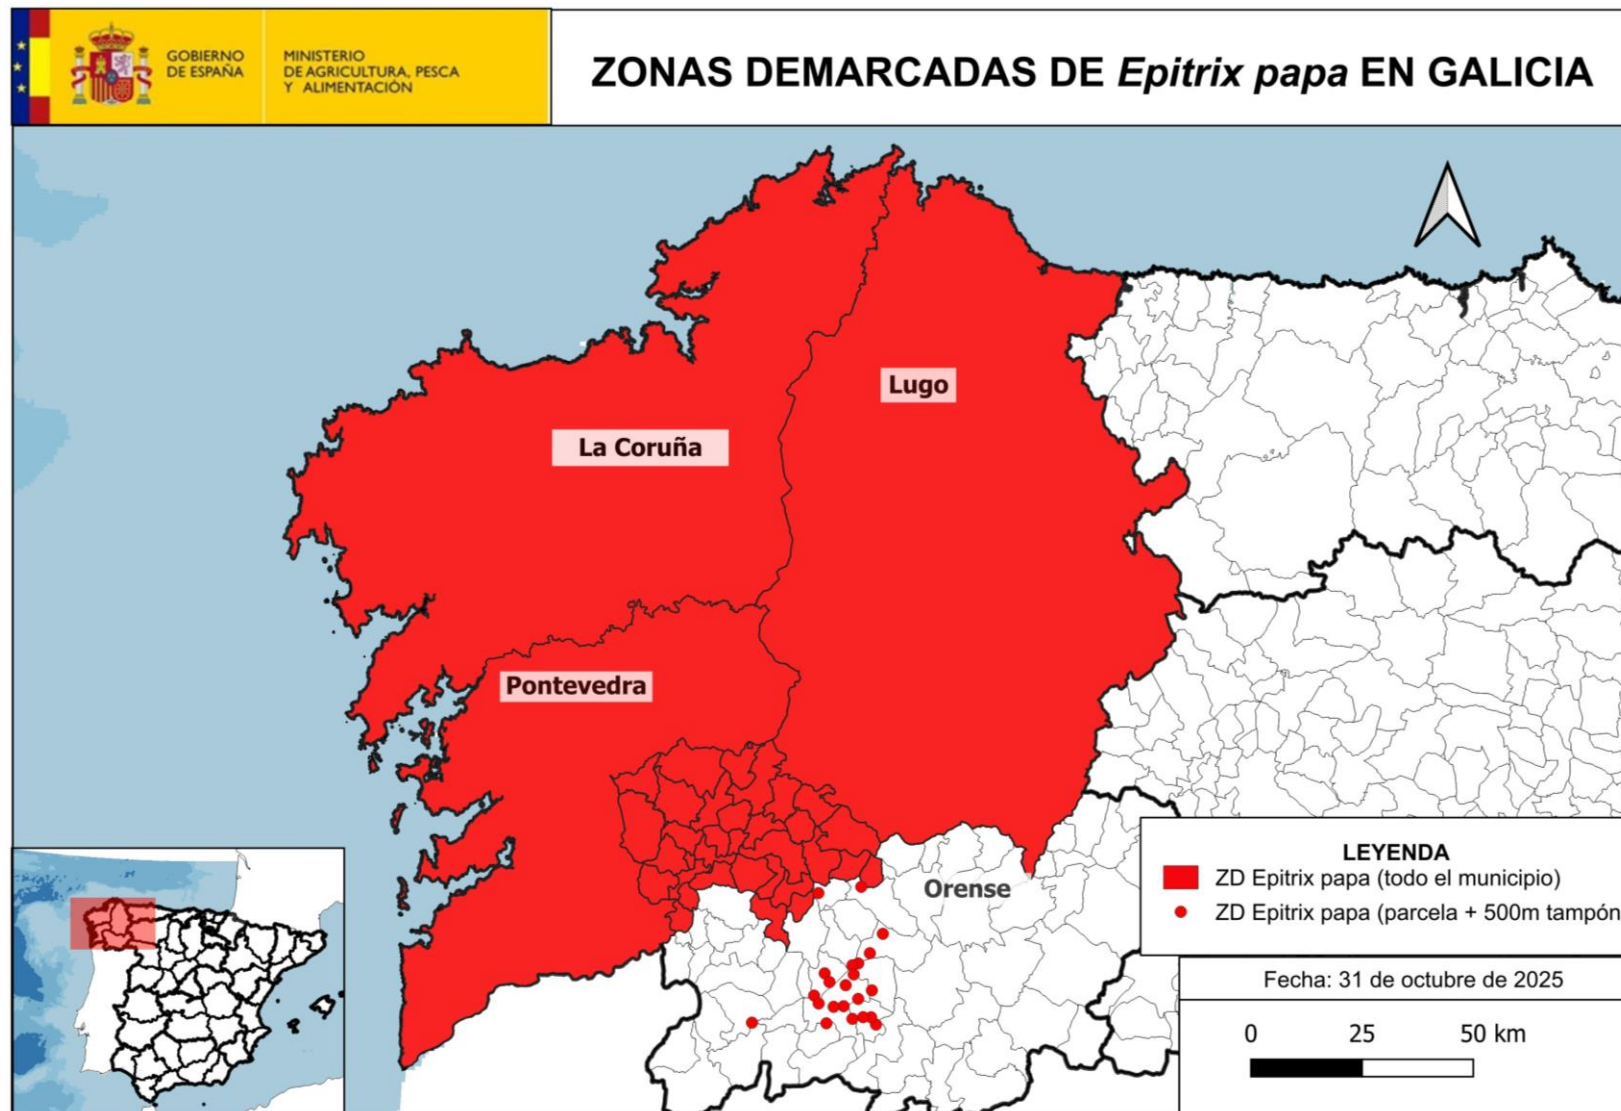 GOBIERNO
DE ESPAÑA
MINISTERIO
DE AGRICULTURA, PESCA
Y ALIMENTACIÓN
ZONAS DEMARCADAS DE Epitrix papa EN GALICIA
Lugo
La Coruña
Pontevedra
Orense
LEYENDA
ZD Epitrix papa (todo el municipio)
ZD Epitrix papa (parcela + 500m tampón
Fecha: 31 de octubre de 2025
0 25 50 km